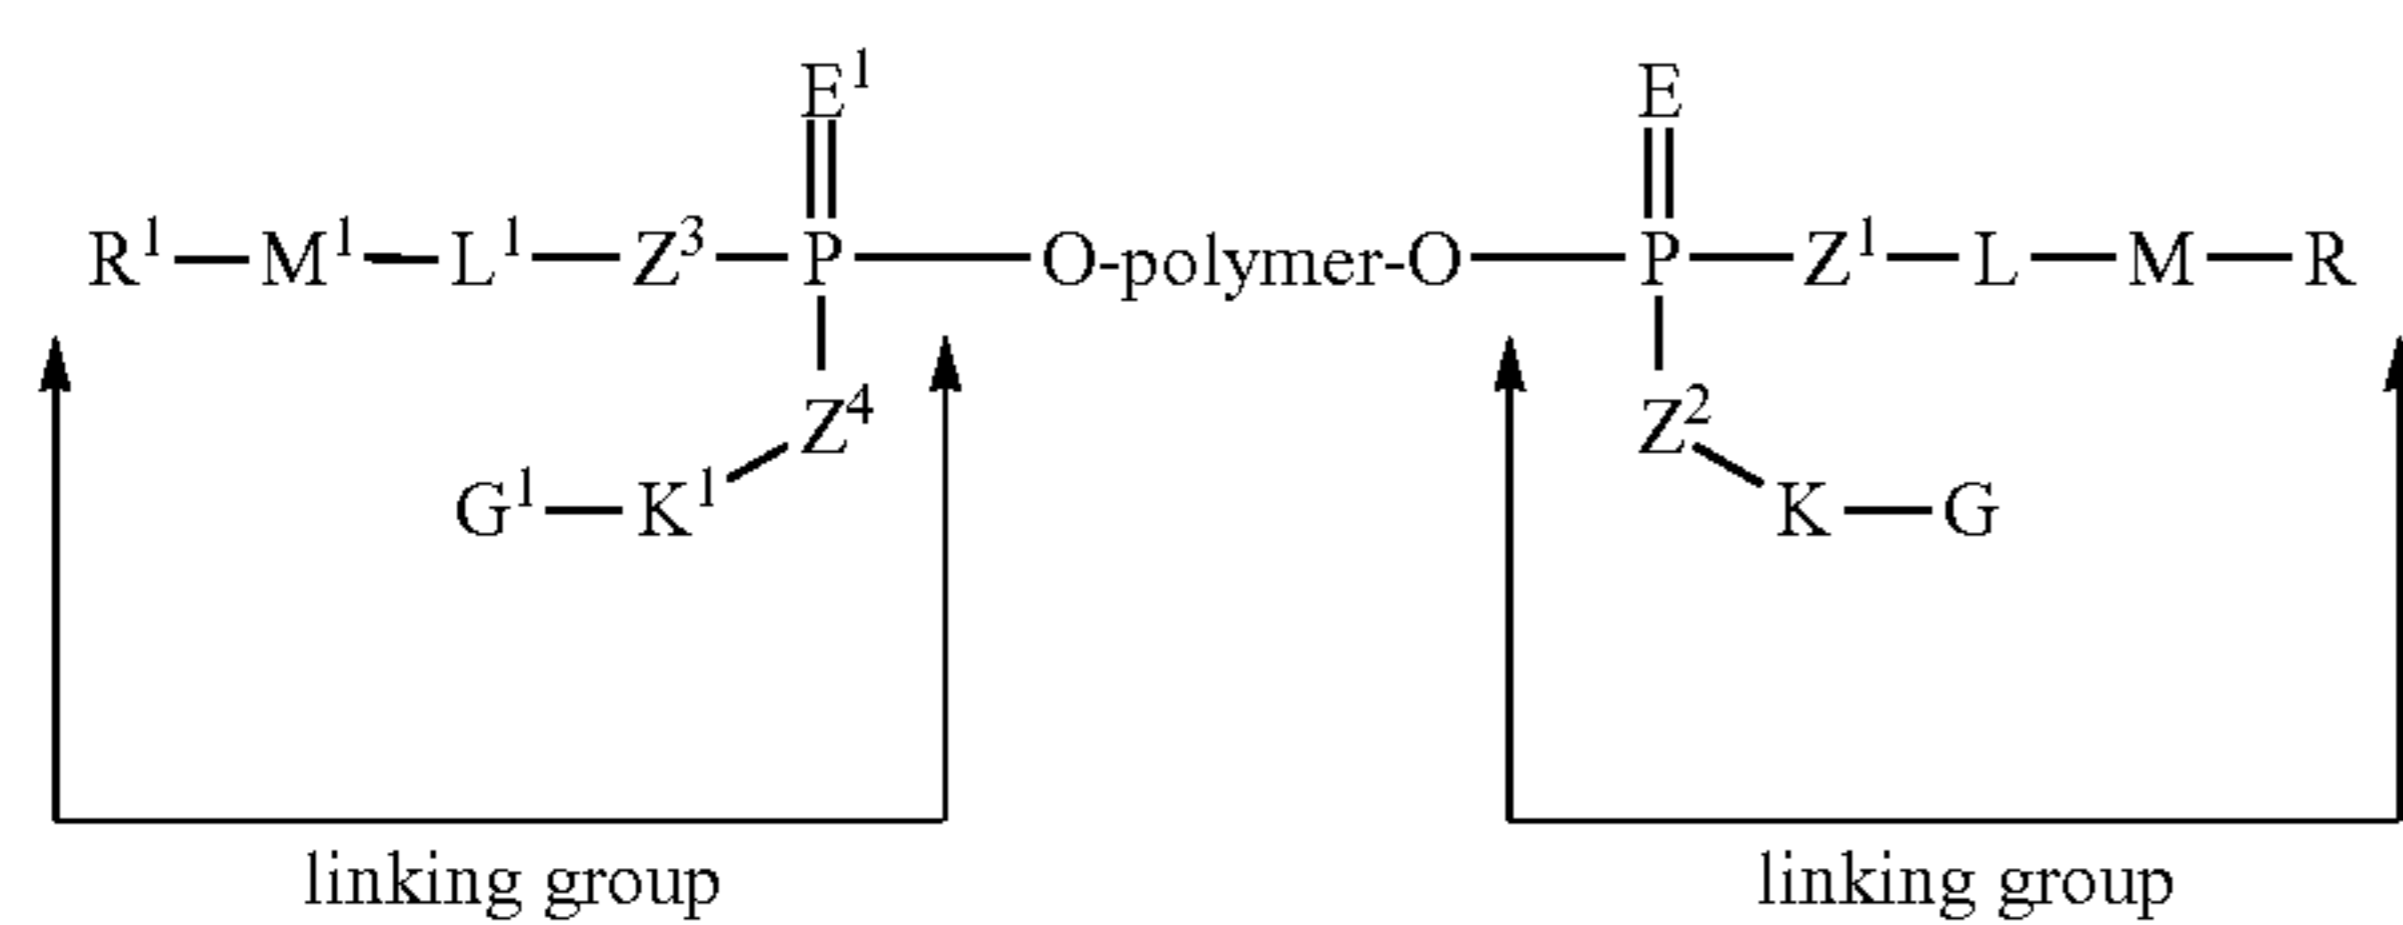 E¹ E
R¹—M¹—L¹—Z³—P—O-polymer-O—P—Z¹—L—M—R
Z⁴ Z²
G¹—K¹ K—G
linking group linking group